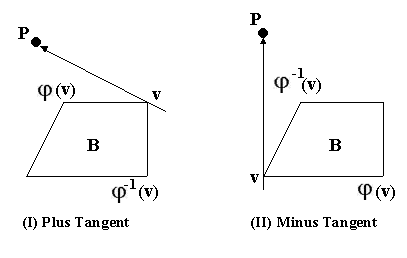 P
φ(v)
v
B
φ⁻¹(v)
(I) Plus Tangent
P
φ⁻¹(v)
B
v
φ(v)
(II) Minus Tangent